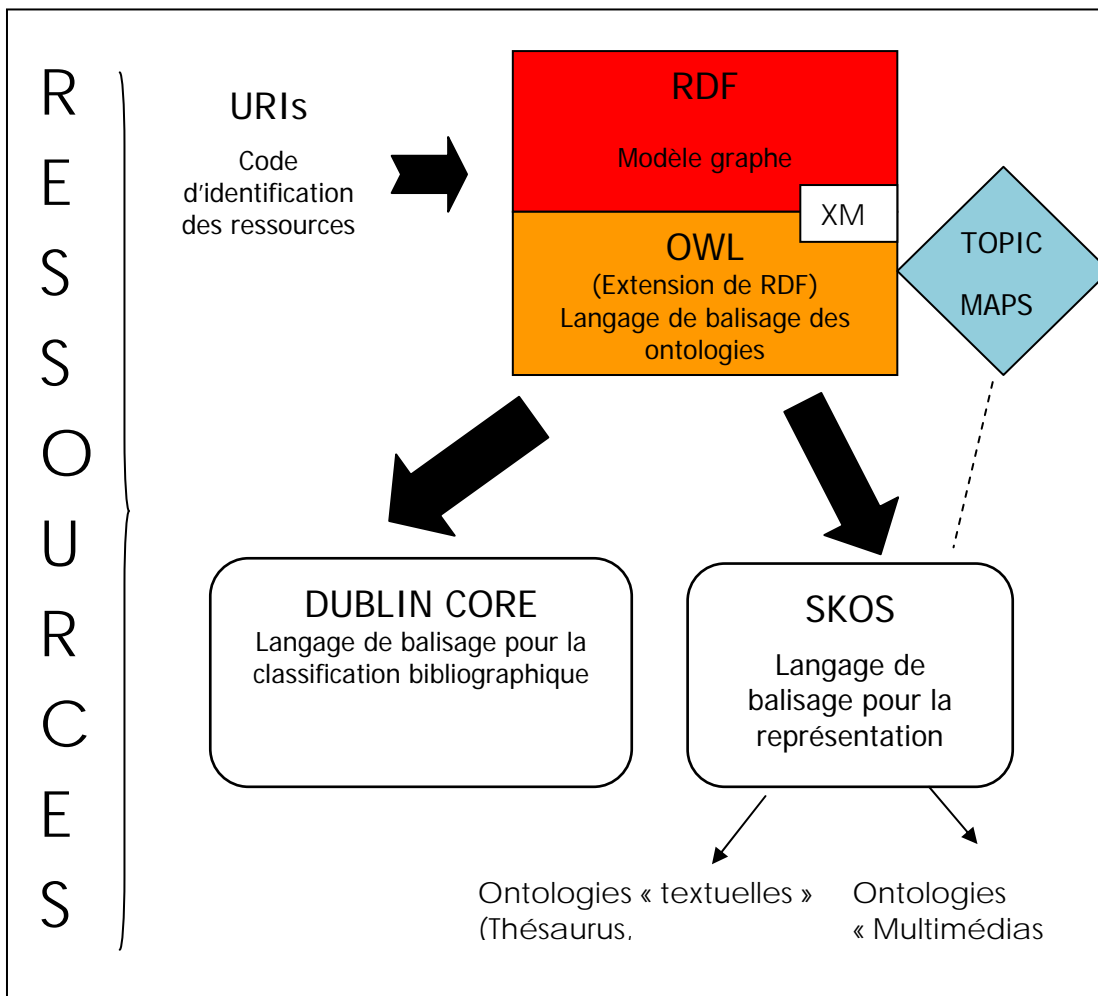 RESSOURCES
URIs
Code
d'identification
des ressources
RDF
Modèle graphe
XM
OWL
(Extension de RDF)
Langage de balisage des
ontologies
TOPIC
MAPS
DUBLIN CORE
Langage de balisage pour la
classification bibliographique
SKOS
Langage de
balisage pour la
représentation
Ontologies « textuelles »
(Thésaurus,
Ontologies
« Multimédias